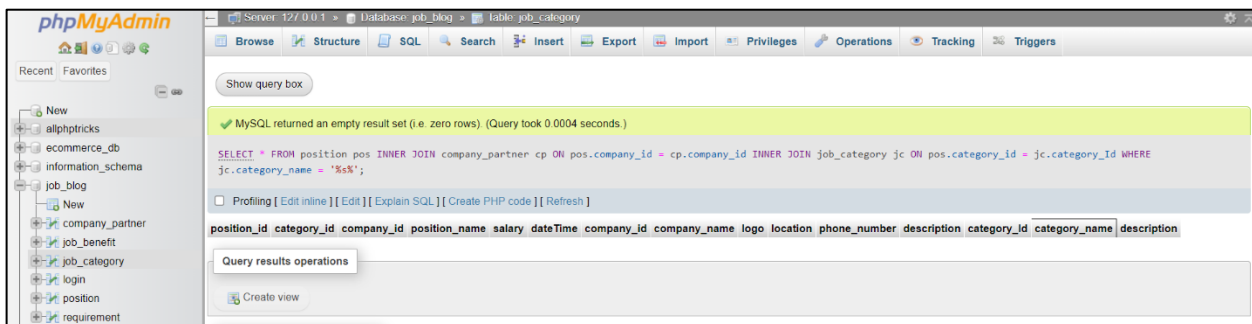 phpMyAdmin
Recent Favorites
New
allphptricks
ecommerce_db
information_schema
job_blog
New
company_partner
job_benefit
job_category
login
position
requirement
Server: 127.0.0.1 » Database: job_blog » Table: job_category
Browse Structure SQL Search Insert Export Import Privileges Operations Tracking Triggers
Show query box
MySQL returned an empty result set (i.e. zero rows). (Query took 0.0004 seconds.)
SELECT * FROM position pos INNER JOIN company_partner cp ON pos.company_id = cp.company_id INNER JOIN job_category jc ON pos.category_id = jc.category_Id WHERE
jc.category_name = '%s%';
Profiling [ Edit inline ] [ Edit ] [ Explain SQL ] [ Create PHP code ] [ Refresh ]
position_id category_id company_id position_name salary dateTime company_id company_name logo location phone_number description category_Id category_name description
Query results operations
Create view